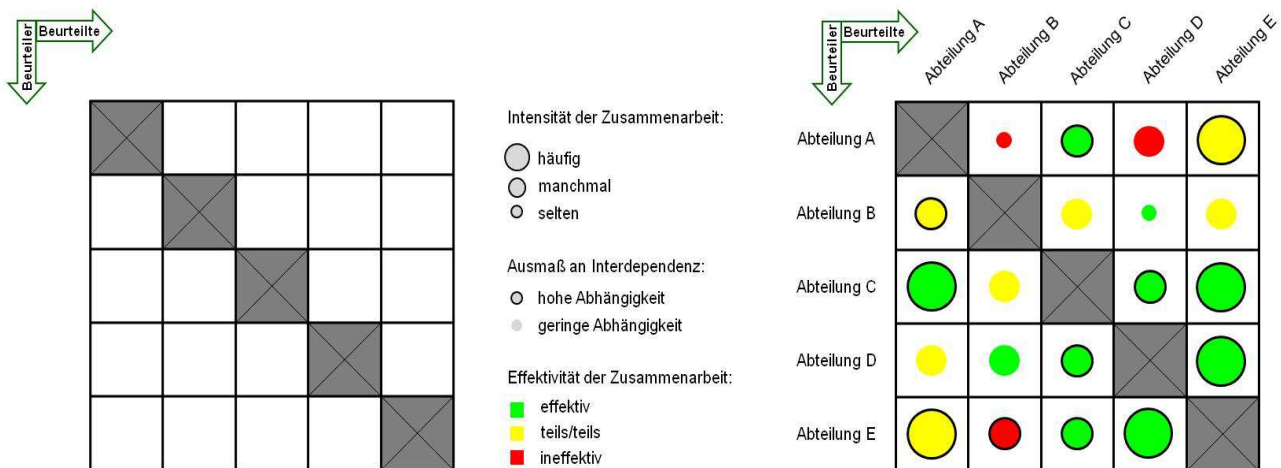 Beurteiler
Beurteilte
Intensität der Zusammenarbeit:
häufig
manchmal
selten
Ausmaß an Interdependenz:
hohe Abhängigkeit
geringe Abhängigkeit
Effektivität der Zusammenarbeit:
effektiv
teils/teils
ineffektiv
Beurteiler
Beurteilte
Abteilung A
Abteilung B
Abteilung C
Abteilung D
Abteilung E
Abteilung A
Abteilung B
Abteilung C
Abteilung D
Abteilung E